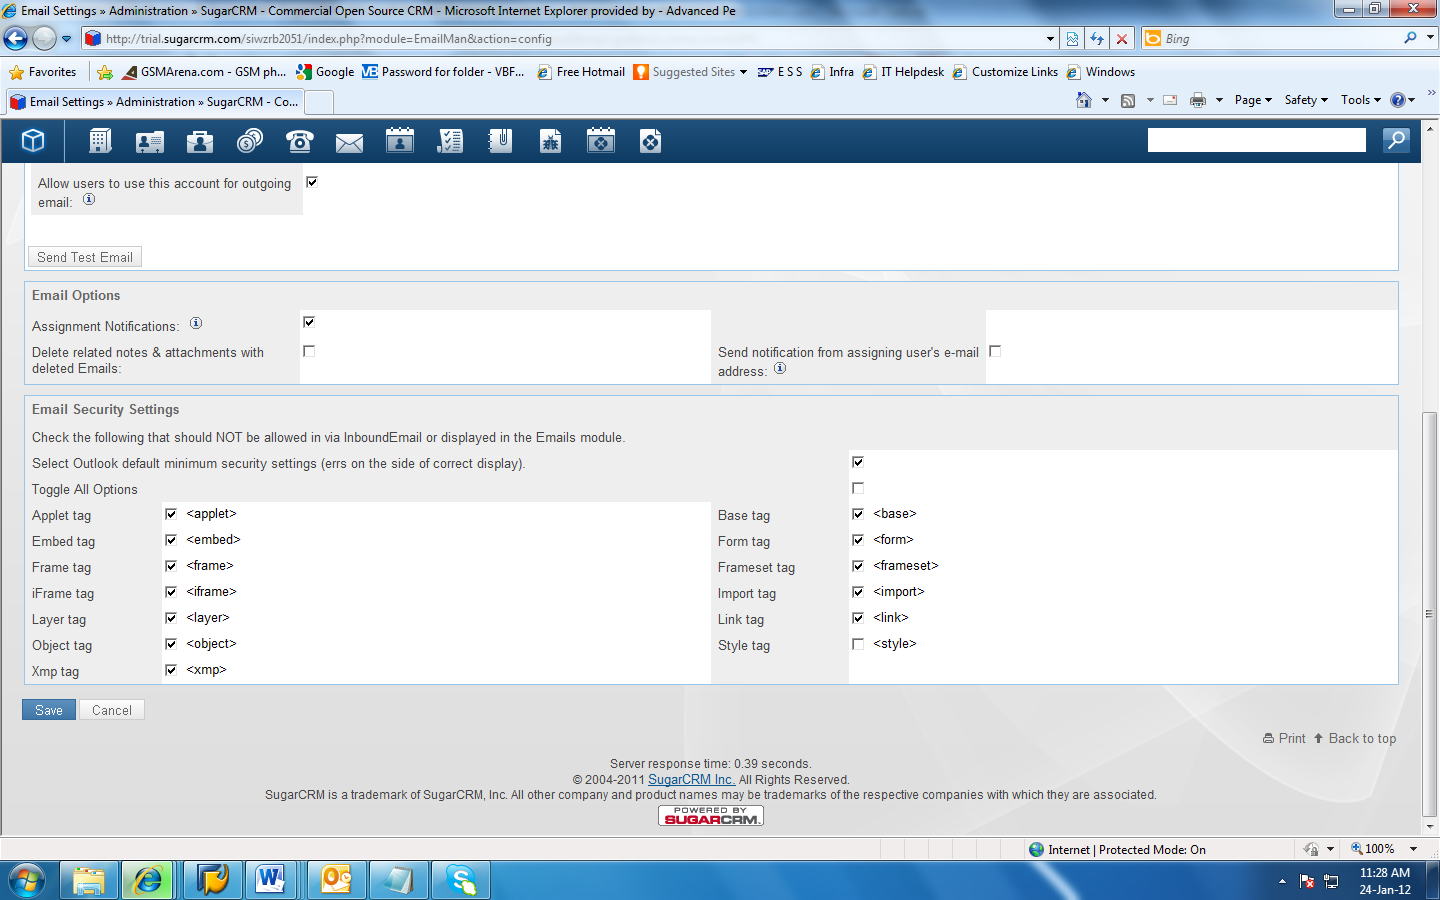 Email Settings » Administration » SugarCRM - Commercial Open Source CRM - Microsoft Internet Explorer provided by - Advanced Pe
http://trial.sugarcrm.com/siwzrb2051/index.php?module=EmailMan&action=config
Bing
Favorites GSMArena.com - GSM ph... Google Password for folder - VBF... Free Hotmail Suggested Sites E S S Infra IT Helpdesk Customize Links Windows
Email Settings » Administration » SugarCRM - Co...
Page Safety Tools
Allow users to use this account for outgoing
email:
Send Test Email
Email Options
Assignment Notifications:
Delete related notes & attachments with
deleted Emails:
Send notification from assigning user's e-mail
address:
Email Security Settings
Check the following that should NOT be allowed in via InboundEmail or displayed in the Emails module.
Select Outlook default minimum security settings (errs on the side of correct display).
Toggle All Options
Applet tag <applet> Base tag <base>
Embed tag <embed> Form tag <form>
Frame tag <frame> Frameset tag <frameset>
iFrame tag <iframe> Import tag <import>
Layer tag <layer> Link tag <link>
Object tag <object> Style tag <style>
Xmp tag <xmp>
Save Cancel
Print Back to top
Server response time: 0.39 seconds.
© 2004-2011 SugarCRM Inc. All Rights Reserved.
SugarCRM is a trademark of SugarCRM, Inc. All other company and product names may be trademarks of the respective companies with which they are associated.
POWERED BY
SUGARCRM.
Internet | Protected Mode: On
100%
11:28 AM
24-Jan-12